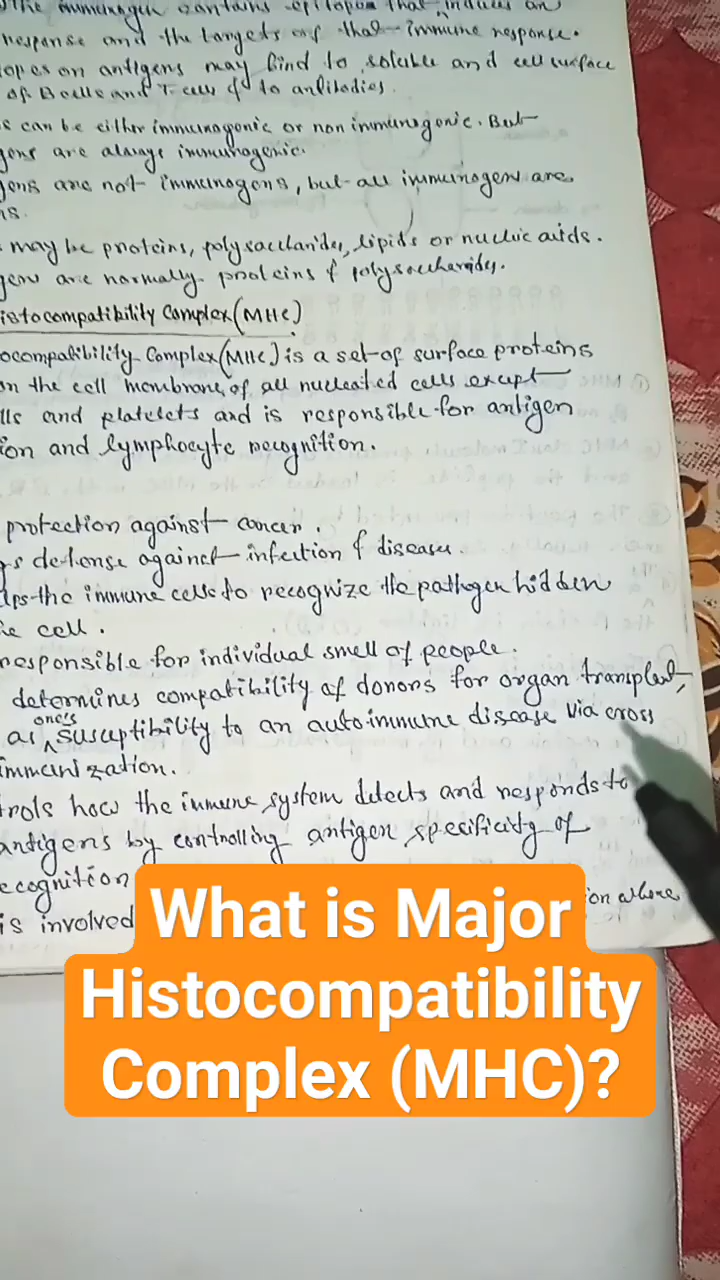 The immunogen contains epitopes that induces an
response and the targets of that immune response.
opes on antigens may bind to soluble and cell surface
of B cells and T cells & to antibodies.
s can be either immunogenic or non immunogenic. But
gens are always immunogenic.
gens are not immunogens, but all immunogens are
ns.
may be proteins, polysaccharides, lipids or nucleic acids.
gens are normally proteins & polysaccharides.
istocompatibility Complex (MHC)
ocompatibility Complex (MHC) is a set of surface proteins
on the cell membrane of all nucleated cells except
lls and platelets and is responsible for antigen
ion and lymphocyte recognition.
protection against cancer.
gs defense against infection & diseases.
lps the immune cells to recognize the pathogen hidden
e cell.
responsible for individual smell of people.
determines compatibility of donors for organ transplant,
as one's susceptibility to an autoimmune disease via cross
immunization.
trols how the immune system detects and responds to
antigens by controlling antigen specificity of
ecognition
is involved ion where
What is Major
Histocompatibility
Complex (MHC)?